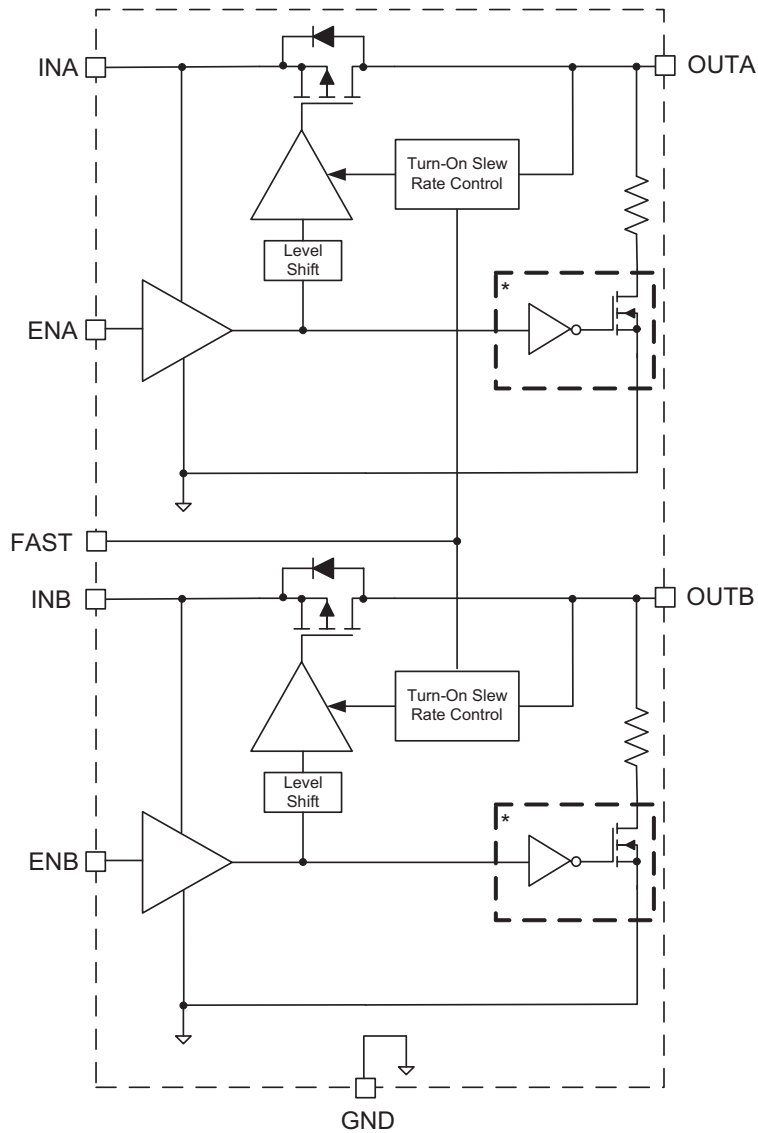 INA
OUTA
Turn-On Slew
Rate Control
Level
Shift
*
ENA
FAST
INB
OUTB
Turn-On Slew
Rate Control
Level
Shift
*
ENB
GND